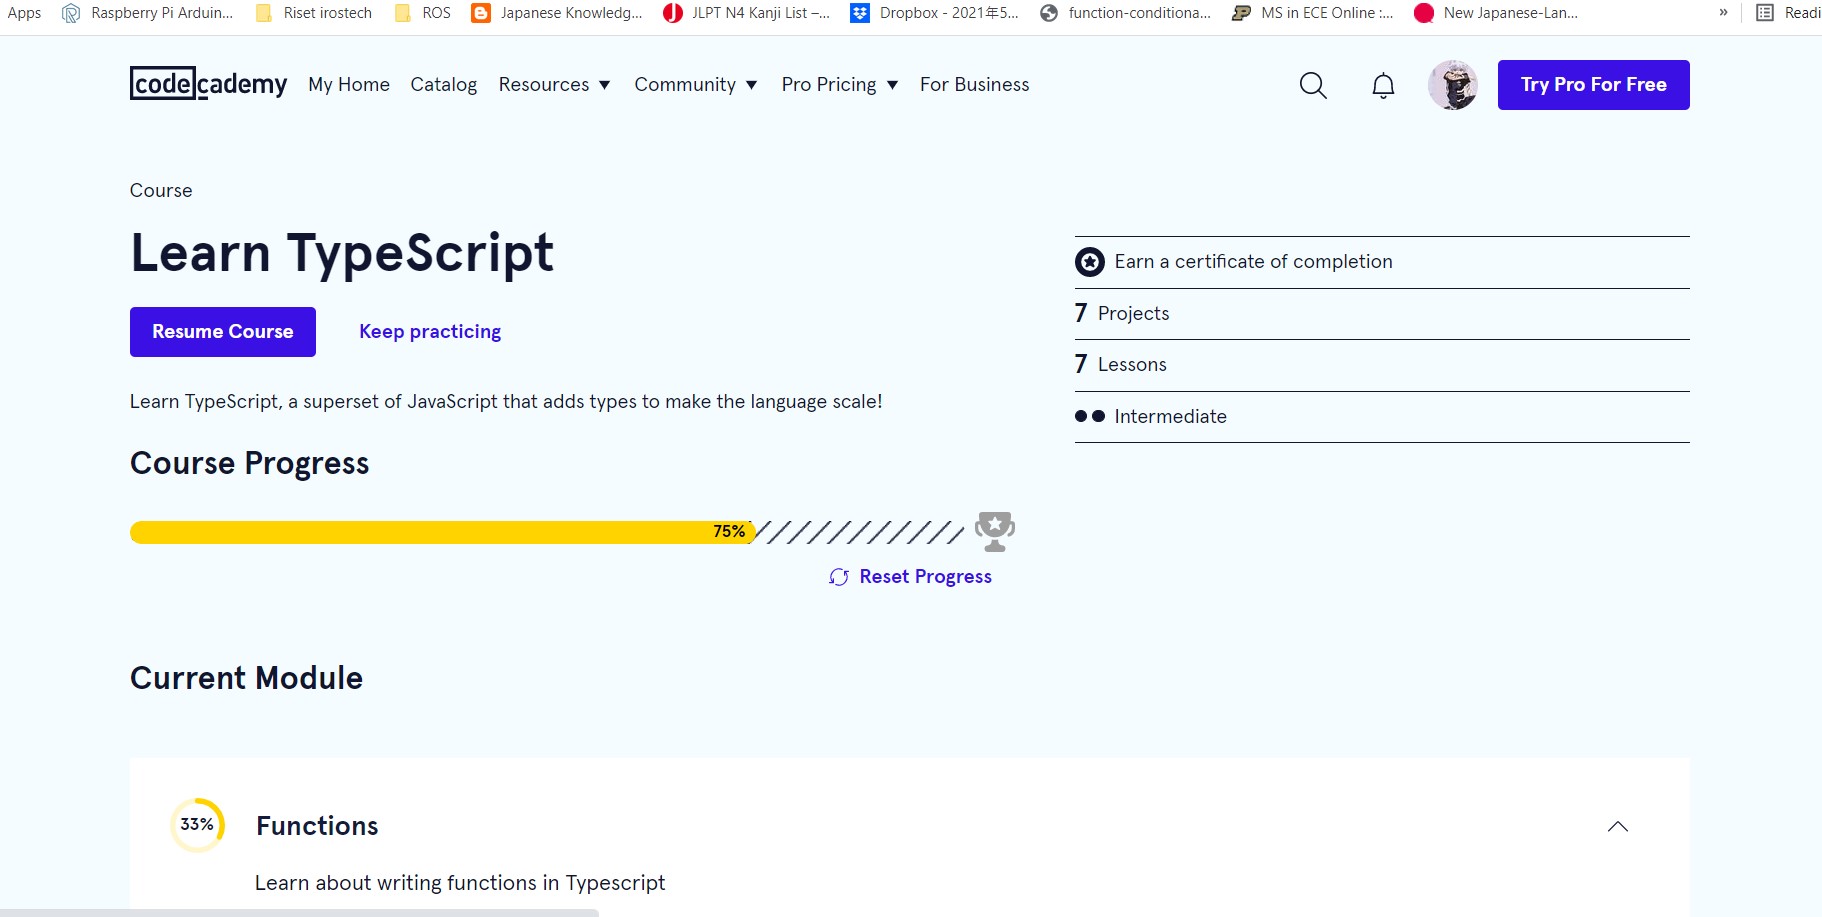 Apps Raspberry Pi Arduin... Riset irostech ROS Japanese Knowledg... JLPT N4 Kanji List –... Dropbox - 2021年5... function-conditiona... MS in ECE Online :... New Japanese-Lan... » Readi
codecademy My Home Catalog Resources Community Pro Pricing For Business Try Pro For Free
Course
Learn TypeScript
Earn a certificate of completion
7 Projects
Resume Course Keep practicing
7 Lessons
Learn TypeScript, a superset of JavaScript that adds types to make the language scale!
Intermediate
Course Progress
75%
Reset Progress
Current Module
33% Functions
Learn about writing functions in Typescript